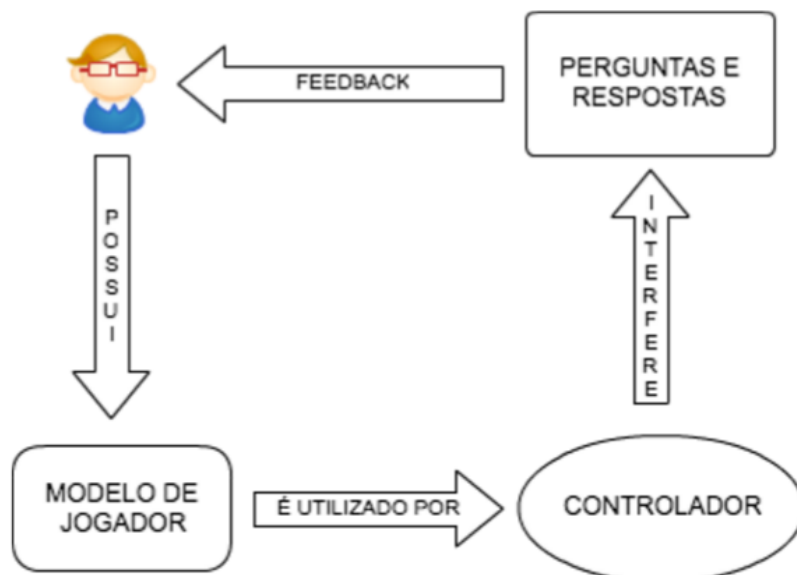 FEEDBACK
PERGUNTAS E
RESPOSTAS
POSSUI
INTERFERE
MODELO DE
JOGADOR
É UTILIZADO POR
CONTROLADOR